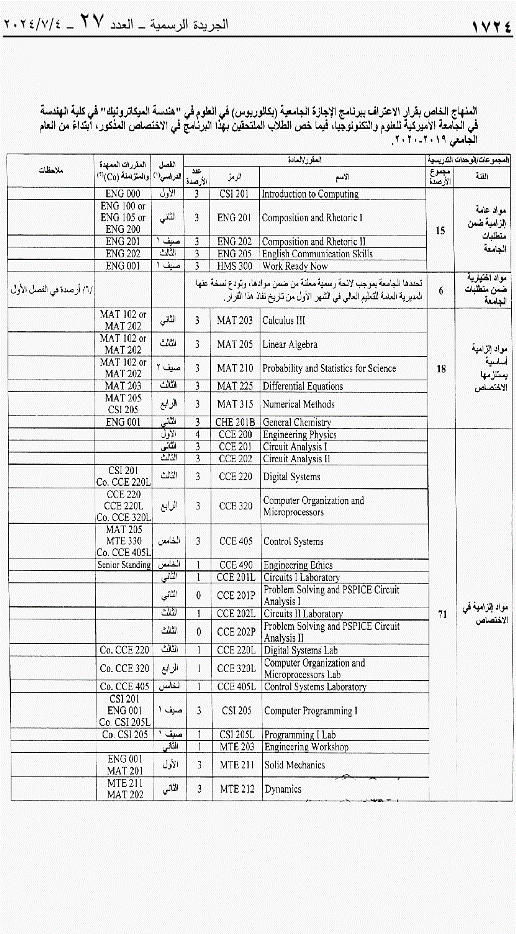 ١٧٢٤
الجريدة الرسمية ـ العدد ٢٧ ـ ٢٠٢٤/٧/٤
المنهاج الخاص بقرار الاعتراف ببرنامج الإجازة الجامعية (بكالوريوس) في العلوم في "هندسة الميكاترونيك" في كلية الهندسة
في الجامعة الاميركية للعلوم والتكنولوجيا، فيما خص الطلاب الملتحقين بهذا البرنامج في الاختصاص المذكور، ابتداءً من العام
الجامعي ٢٠١٩-٢٠٢٠.
المجموعات/الوحدات التدريسية المقرر/المادة عدد الأرصدة الفصل الدراسي(١) المقررات الممهدة والمتزامنة (Co)(٢) ملاحظات
الفئة مجموع الأرصدة الاسم الرمز
مواد عامة إلزامية ضمن متطلبات الجامعة 15
Introduction to Computing CSI 201 3 الأول ENG 000
Composition and Rhetoric I ENG 201 3 الثاني ENG 100 or ENG 105 or ENG 200
Composition and Rhetoric II ENG 202 3 صيف ١ ENG 201
English Communication Skills ENG 205 3 الثالث ENG 202
Work Ready Now HMS 300 3 صيف ١ ENG 001
مواد اختيارية ضمن متطلبات الجامعة 6 تحددها الجامعة بموجب لائحة رسمية معلنة من ضمن موادها، وتودع نسخة عنها
المديرية العامة للتعليم العالي في الشهر الأول من تاريخ نفاذ هذا القرار. /٦/ أرصدة في الفصل الأول
مواد إلزامية أساسية يستلزمها الاختصاص 18
Calculus III MAT 203 3 الثاني MAT 102 or MAT 202
Linear Algebra MAT 205 3 الثالث MAT 102 or MAT 202
Probability and Statistics for Science MAT 210 3 صيف ٢ MAT 102 or MAT 202
Differential Equations MAT 225 3 الثالث MAT 203
Numerical Methods MAT 315 3 الرابع MAT 205 CSI 205
General Chemistry CHE 201B 3 الثاني ENG 001
مواد إلزامية في الاختصاص 71
Engineering Physics CCE 200 4 الأول
Circuit Analysis I CCE 201 3 الثاني
Circuit Analysis II CCE 202 3 الثالث
Digital Systems CCE 220 3 الثالث CSI 201 Co. CCE 220L
Computer Organization and Microprocessors CCE 320 3 الرابع CCE 220 CCE 220L Co. CCE 320L
Control Systems CCE 405 3 الخامس MAT 205 MTE 330 Co. CCE 405L
Engineering Ethics CCE 490 1 الخامس Senior Standing
Circuits I Laboratory CCE 201L 1 الثاني
Problem Solving and PSPICE Circuit Analysis I CCE 201P 0 الثاني
Circuits II Laboratory CCE 202L 1 الثالث
Problem Solving and PSPICE Circuit Analysis II CCE 202P 0 الثالث
Digital Systems Lab CCE 220L 1 الثالث Co. CCE 220
Computer Organization and Microprocessors Lab CCE 320L 1 الرابع Co. CCE 320
Control Systems Laboratory CCE 405L 1 الخامس Co. CCE 405
Computer Programming I CSI 205 3 صيف ١ CSI 201 ENG 001 Co. CSI 205L
Programming I Lab CSI 205L 1 صيف ١ Co. CSI 205
Engineering Workshop MTE 203 1 الثاني
Solid Mechanics MTE 211 3 الأول ENG 001 MAT 201
Dynamics MTE 212 3 الثاني MTE 211 MAT 202